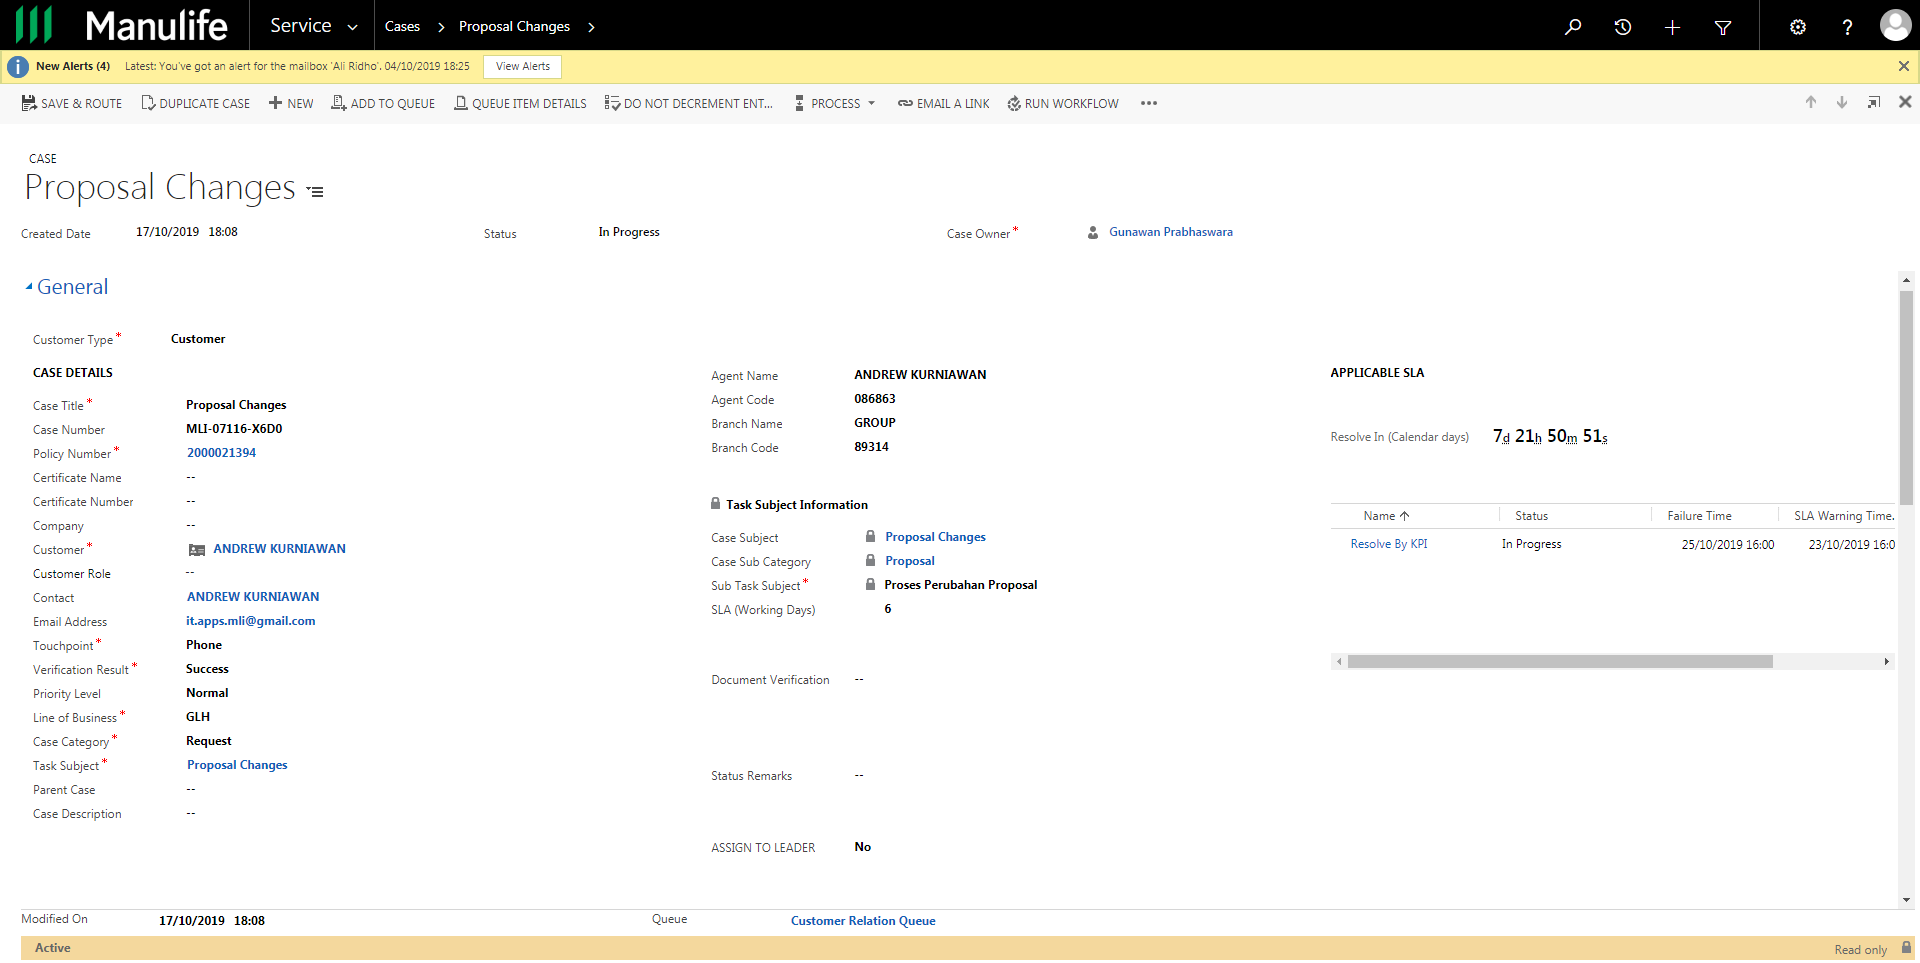 Manulife Service Cases Proposal Changes
New Alerts (4) Latest: You've got an alert for the mailbox 'Ali Ridho'. 04/10/2019 18:25 View Alerts
SAVE & ROUTE DUPLICATE CASE NEW ADD TO QUEUE QUEUE ITEM DETAILS DO NOT DECREMENT ENT... PROCESS EMAIL A LINK RUN WORKFLOW
CASE
Proposal Changes
Created Date 17/10/2019 18:08 Status In Progress Case Owner* Gunawan Prabhaswara
General
Customer Type* Customer
CASE DETAILS
Case Title* Proposal Changes
Case Number MLI-07116-X6D0
Policy Number* 2000021394
Certificate Name --
Certificate Number --
Company --
Customer* ANDREW KURNIAWAN
Customer Role --
Contact ANDREW KURNIAWAN
Email Address it.apps.mli@gmail.com
Touchpoint* Phone
Verification Result* Success
Priority Level Normal
Line of Business* GLH
Case Category* Request
Task Subject* Proposal Changes
Parent Case --
Case Description --
Agent Name ANDREW KURNIAWAN
Agent Code 086863
Branch Name GROUP
Branch Code 89314
Task Subject Information
Case Subject Proposal Changes
Case Sub Category Proposal
Sub Task Subject* Proses Perubahan Proposal
SLA (Working Days) 6
Document Verification --
Status Remarks --
ASSIGN TO LEADER No
APPLICABLE SLA
Resolve In (Calendar days) 7d 21h 50m 51s
Name Status Failure Time SLA Warning Time.
Resolve By KPI In Progress 25/10/2019 16:00 23/10/2019 16:0
Modified On 17/10/2019 18:08 Queue Customer Relation Queue
Active Read only